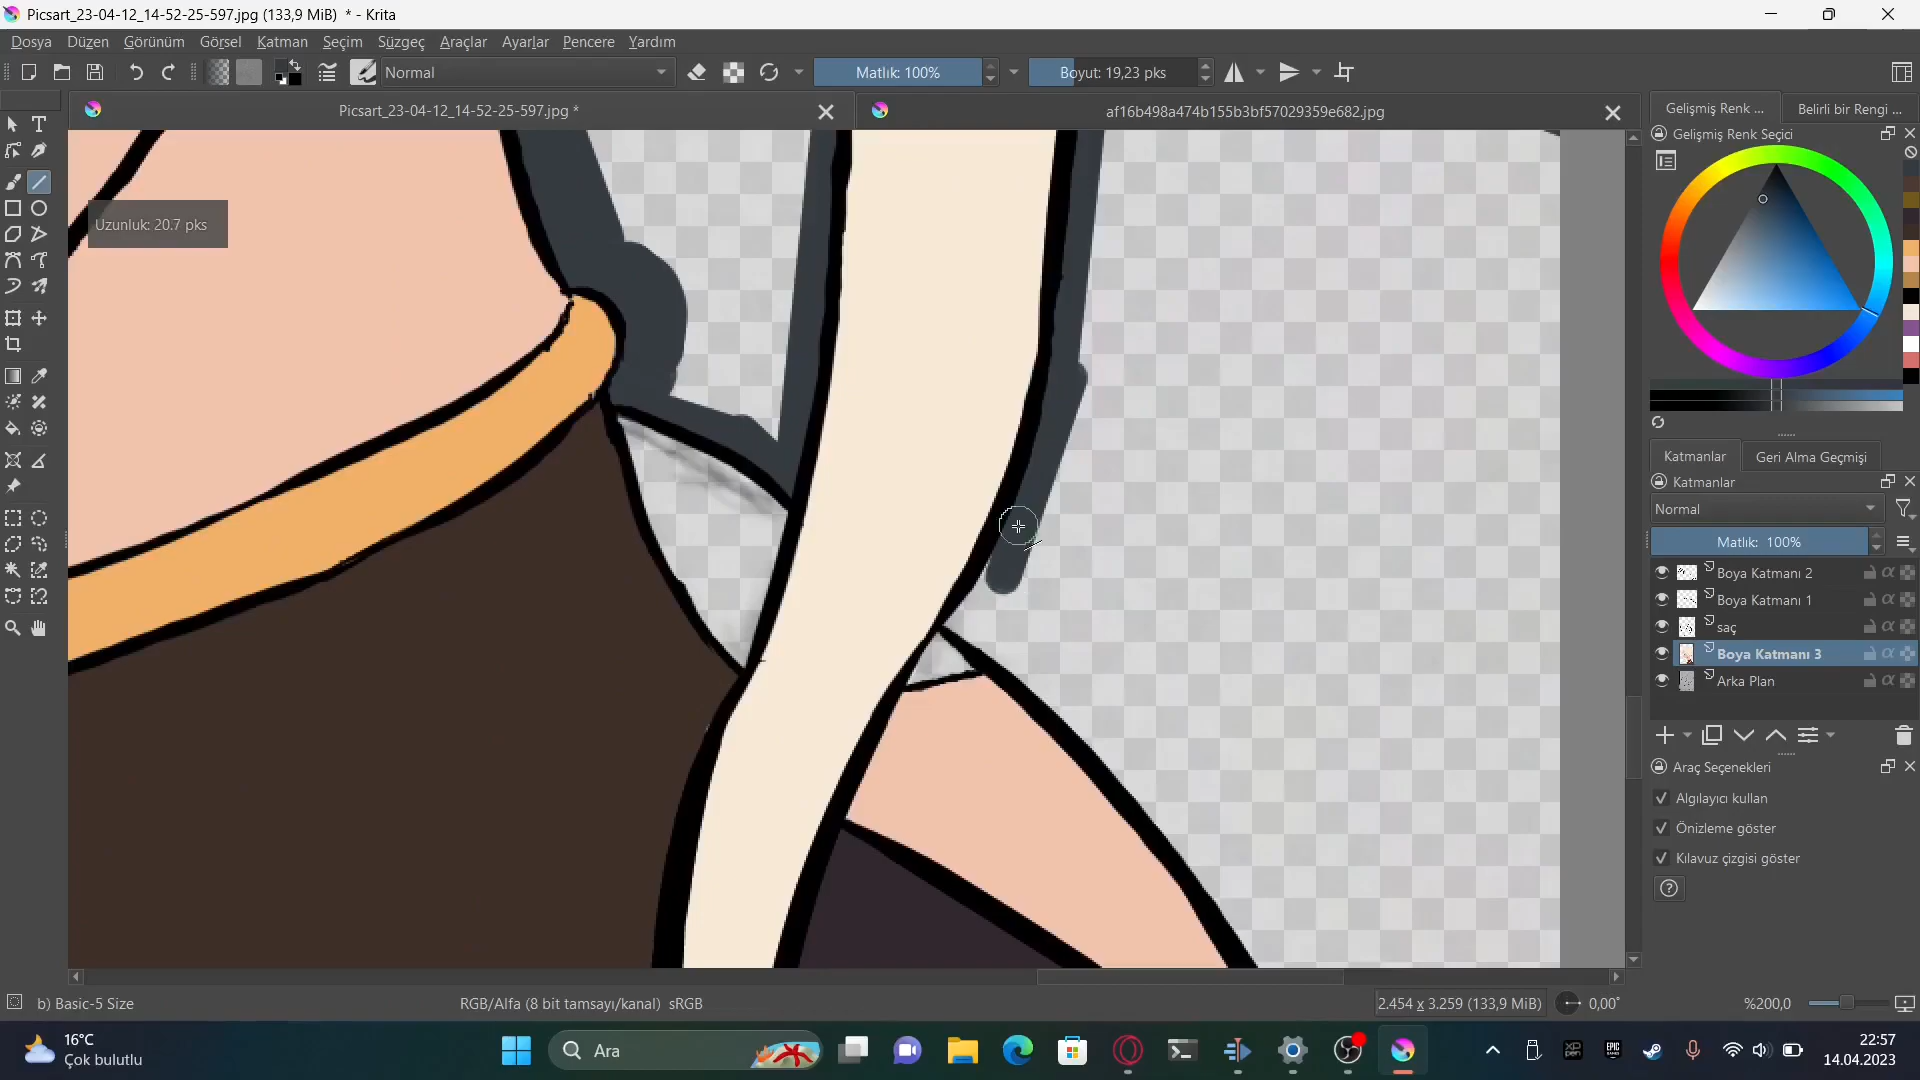 Picsart_23-04-12_14-52-25-597.jpg (133,9 MiB)  * - Krita
Dosya Düzen Görünüm Görsel Katman Seçim Süzgeç Araçlar Ayarlar Pencere Yardım
Normal
Matlık: 100%
Boyut: 19,23 pks
Picsart_23-04-12_14-52-25-597.jpg *
af16b498a474b155b3bf57029359e682.jpg
Gelişmiş Renk ...
Belirli bir Rengi ...
Gelişmiş Renk Seçici
Uzunluk: 20.7 pks
Katmanlar
Geri Alma Geçmişi
Katmanlar
Normal
Matlık: 100%
Boya Katmanı 2
Boya Katmanı 1
saç
Boya Katmanı 3
Arka Plan
Araç Seçenekleri
Algılayıcı kullan
Önizleme göster
Kılavuz çizgisi göster
b) Basic-5 Size
RGB/Alfa (8 bit tamsayı/kanal)  sRGB
2.454 x 3.259 (133,9 MiB)
0,00°
%200,0
16°C
Çok bulutlu
Ara
22:57
14.04.2023